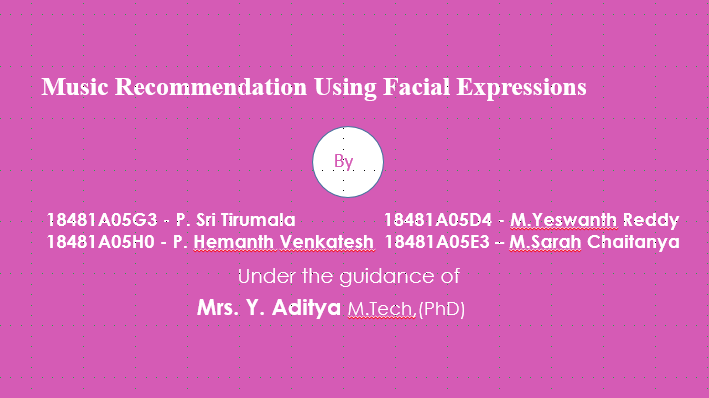 Music Recommendation Using Facial Expressions
By
18481A05G3 - P. Sri Tirumala 18481A05D4 - M.Yeswanth Reddy
18481A05H0 - P. Hemanth Venkatesh 18481A05E3 – M.Sarah Chaitanya
Under the guidance of
Mrs. Y. Aditya M.Tech,(PhD)